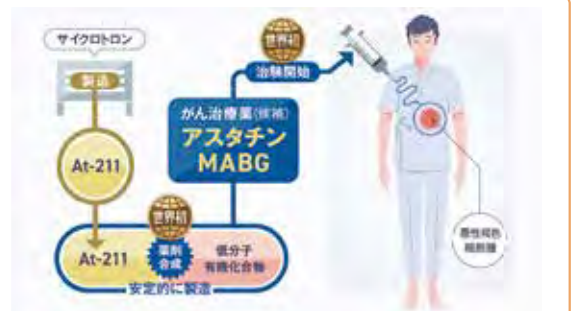 サイクロトロン
製造
At-211
世界初
治験開始
がん治療薬(候補)
アスタチン
MABG
世界初
At-211
薬剤
合成
低分子
有機化合物
安定的に製造
悪性褐色
細胞腫